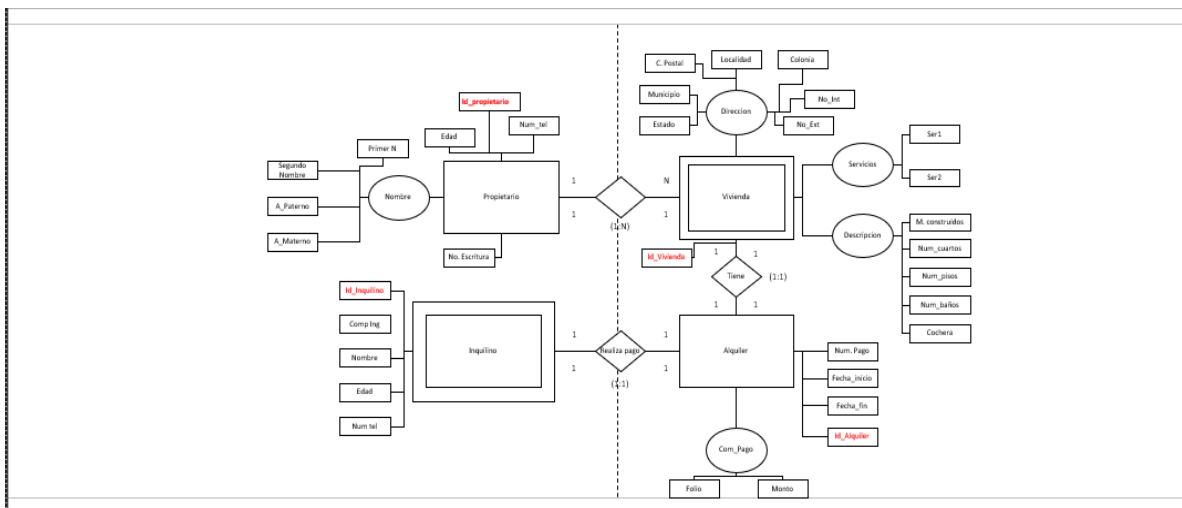 C. Postal
Localidad
Colonia
Municipio
No_Int
Direccion
Estado
No_Ext
Id_propietario
Num_tel
Edad
Primer N
Segundo
Nombre
A_Paterno
A_Materno
Nombre
Propietario
No. Escritura
1
1
(1:N)
N
1
Vivienda
Id_Vivienda
Servicios
Ser1
Ser2
Descripcion
M. construidos
Num_cuartos
Num_pisos
Num_baños
Cochera
1
1
Tiene
(1:1)
1
1
Id_Inquilino
Comp Ing
Nombre
Edad
Num tel
Inquilino
1
1
Realiza pago
(1:1)
1
1
Alquiler
Num. Pago
Fecha_inicio
Fecha_fin
Id_Alquiler
Com_Pago
Folio
Monto